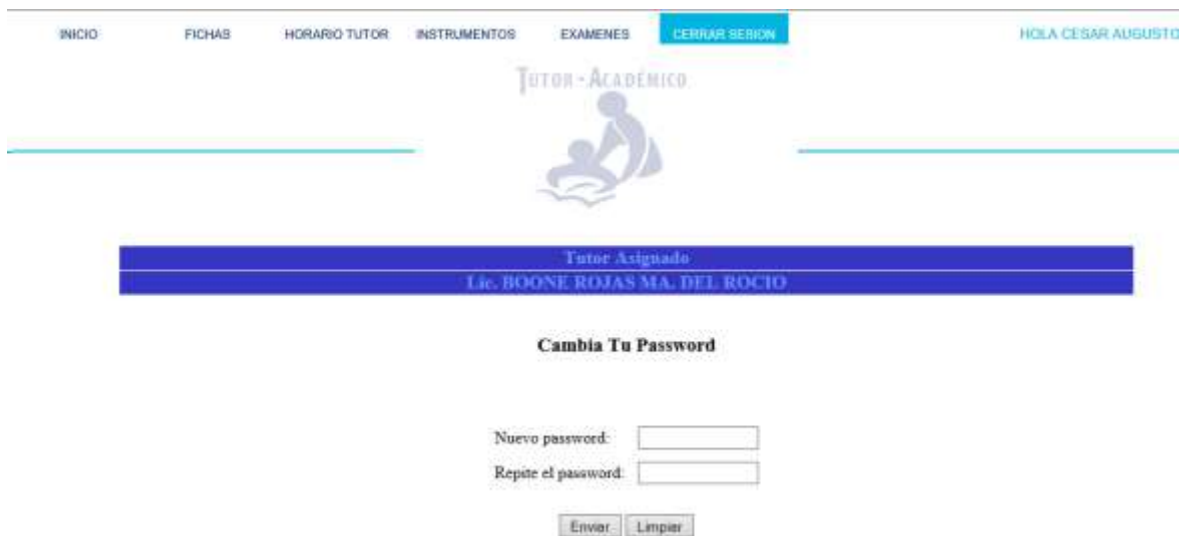 INICIO FICHAS HORARIO TUTOR INSTRUMENTOS EXAMENES CERRAR SESION HOLA CESAR AUGUSTO
TUTOR - ACADÉMICO
Tutor Asignado
Lic. BOONE ROJAS MA. DEL ROCIO
Cambia Tu Password
Nuevo password:
Repite el password:
Enviar Limpiar